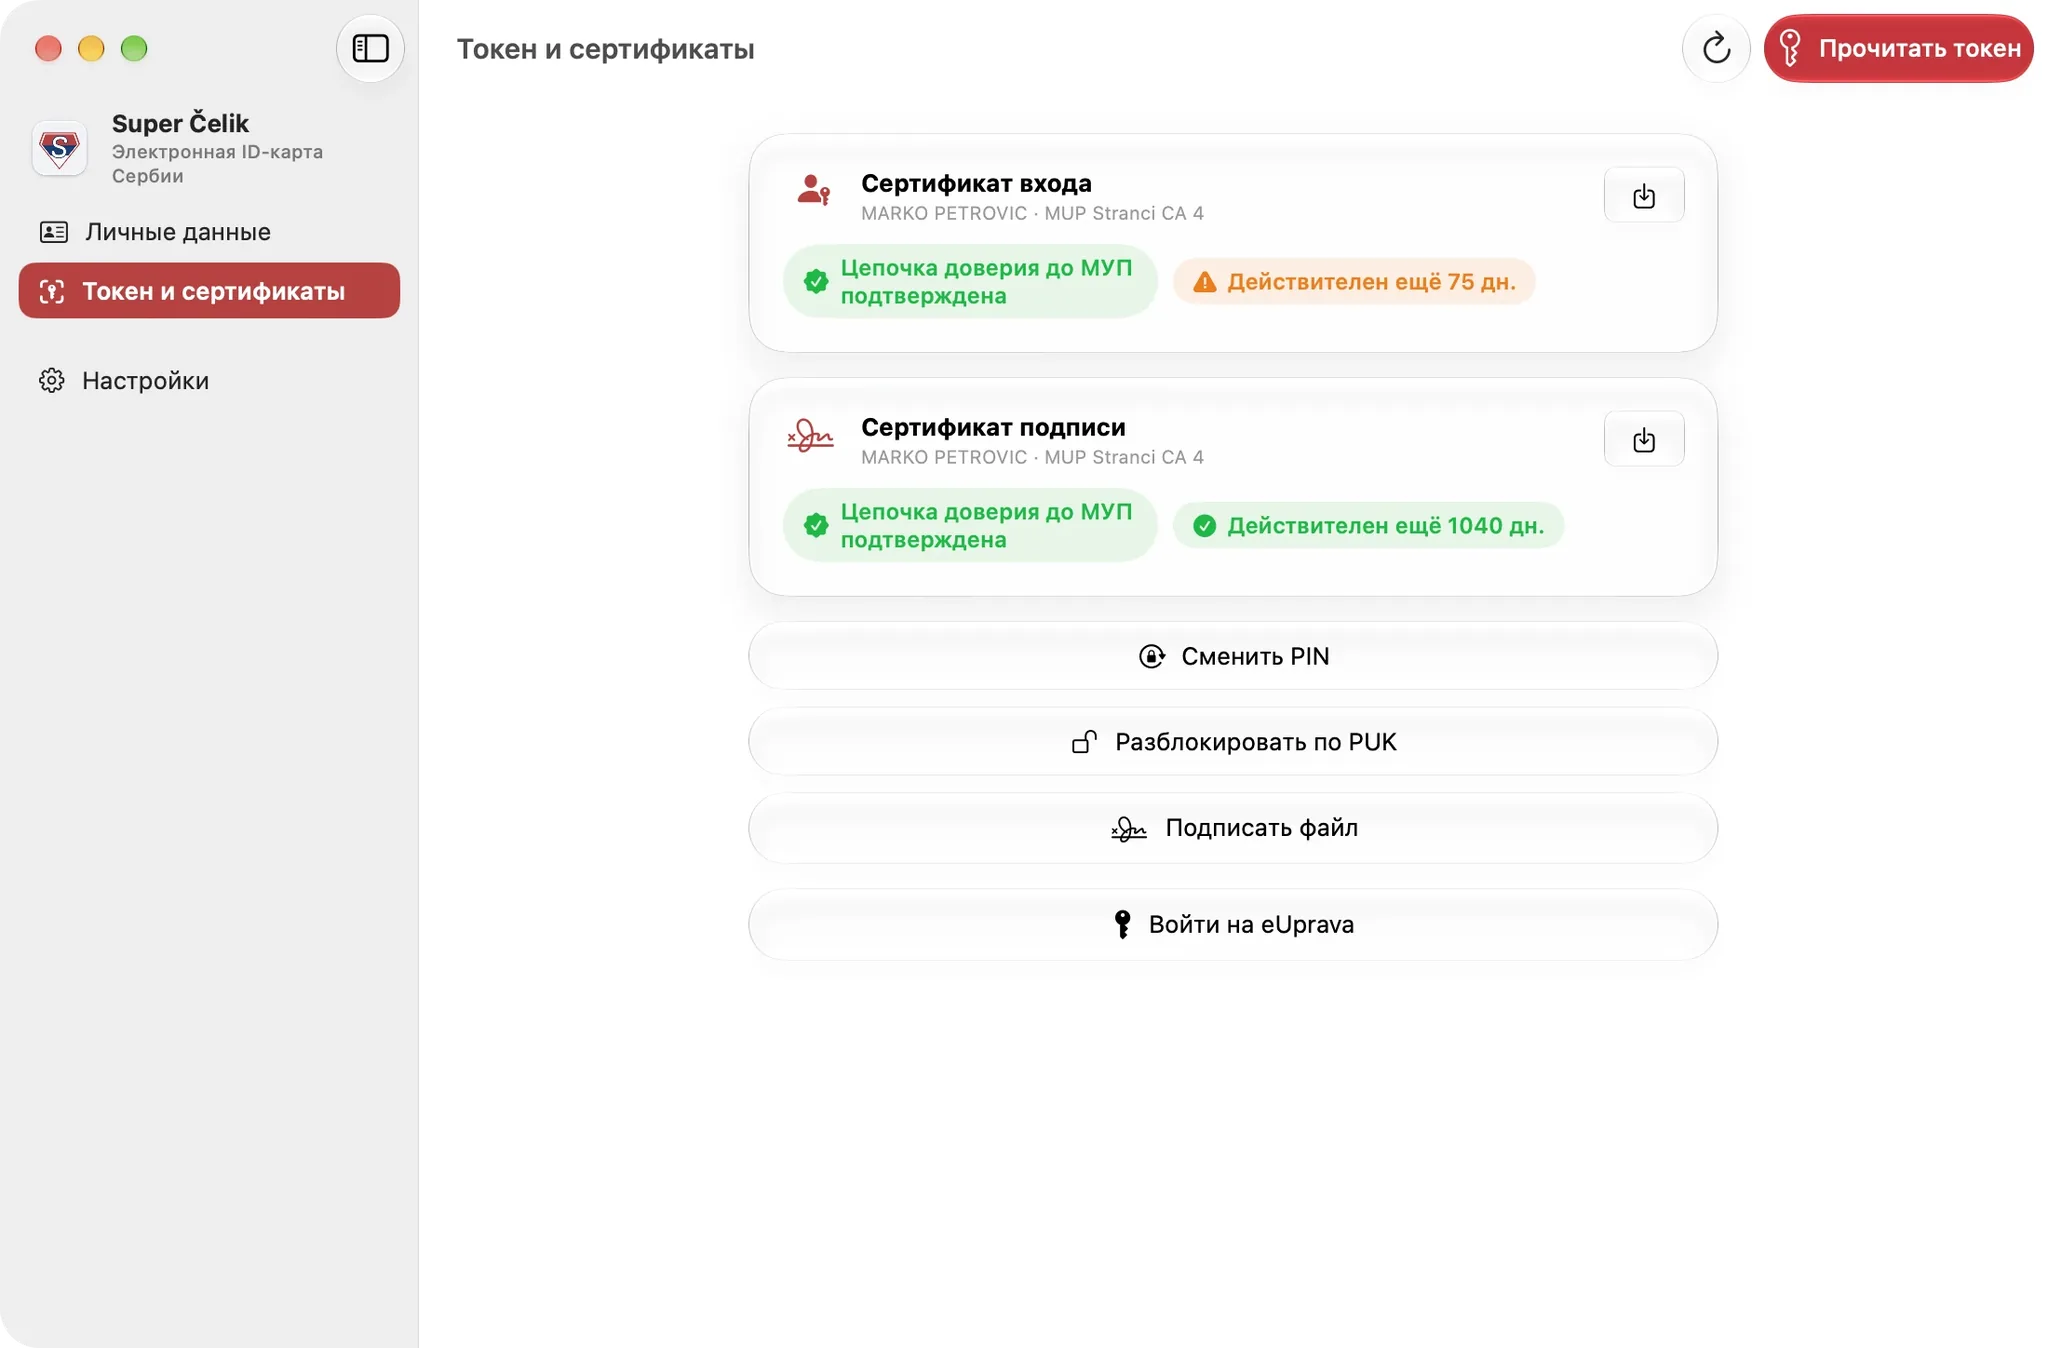 Токен и сертификаты
Прочитать токен
Super Čelik
Электронная ID-карта
Сербии
Личные данные
Токен и сертификаты
Настройки
Сертификат входа
MARKO PETROVIC · MUP Stranci CA 4
Цепочка доверия до МУП
подтверждена
Действителен ещё 75 дн.
Сертификат подписи
MARKO PETROVIC · MUP Stranci CA 4
Цепочка доверия до МУП
подтверждена
Действителен ещё 1040 дн.
Сменить PIN
Разблокировать по PUK
Подписать файл
Войти на eUprava